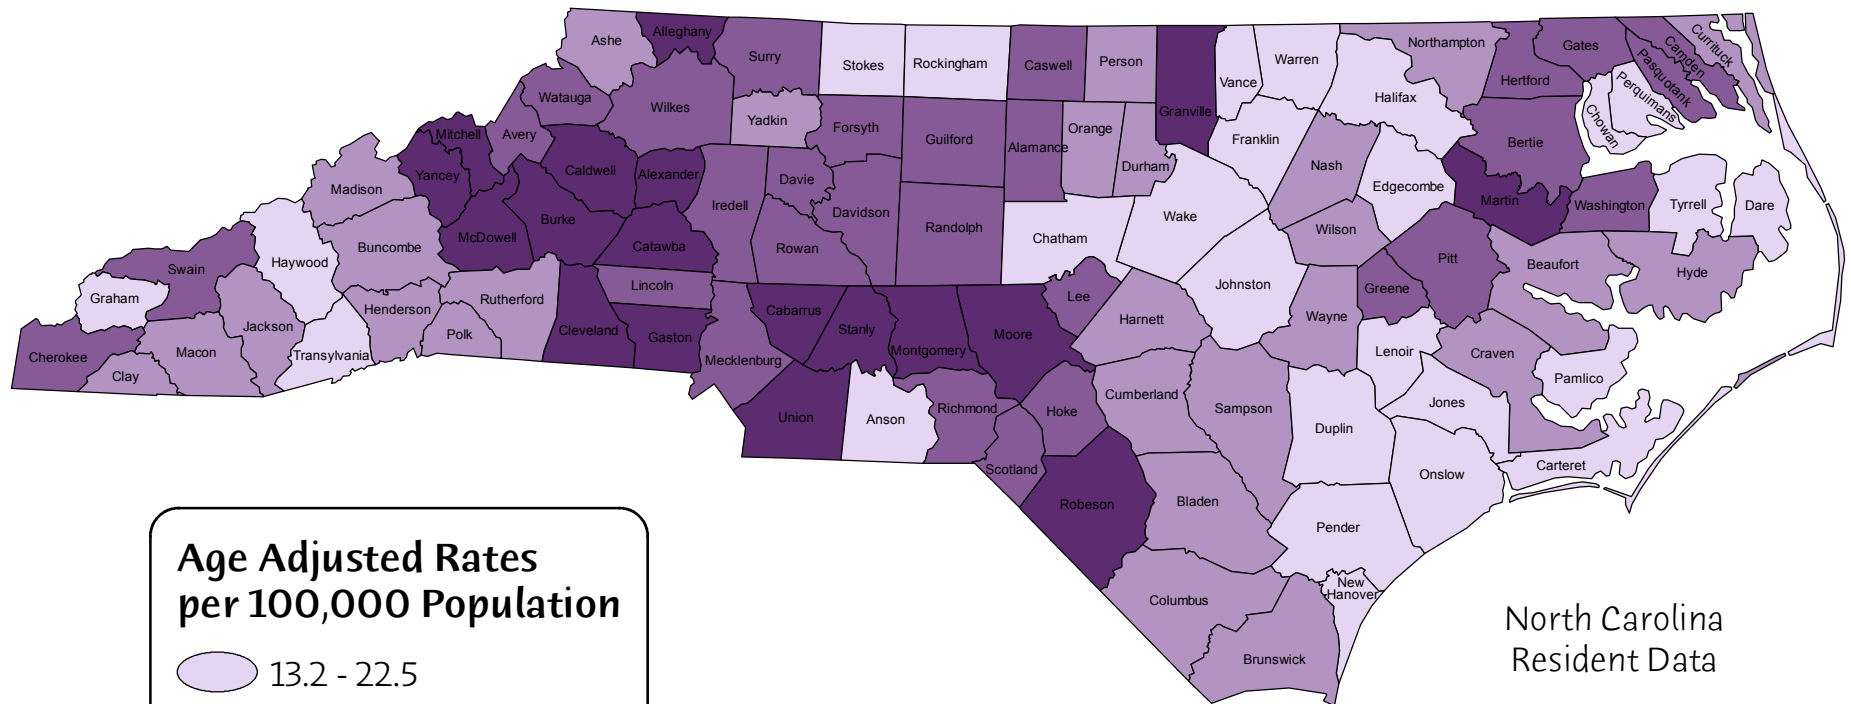 Ashe
Alleghany
Surry
Stokes
Rockingham
Caswell
Person
Granville
Vance
Warren
Northampton
Halifax
Hertford
Gates
Camden
Currituck
Pasquotank
Perquimans
Chowan
Watauga
Wilkes
Yadkin
Forsyth
Guilford
Alamance
Orange
Durham
Franklin
Nash
Edgecombe
Bertie
Martin
Washington
Tyrrell
Dare
Mitchell
Avery
Yancey
Caldwell
Alexander
Iredell
Davie
Davidson
Randolph
Chatham
Wake
Wilson
Madison
Buncombe
McDowell
Burke
Catawba
Rowan
Johnston
Pitt
Greene
Beaufort
Hyde
Haywood
Swain
Graham
Jackson
Henderson
Rutherford
Polk
Cleveland
Lincoln
Gaston
Mecklenburg
Cabarrus
Stanly
Montgomery
Moore
Lee
Harnett
Wayne
Lenoir
Craven
Pamlico
Cherokee
Clay
Macon
Transylvania
Union
Anson
Richmond
Hoke
Cumberland
Sampson
Duplin
Jones
Carteret
Onslow
Scotland
Robeson
Bladen
Pender
New
Hanover
Columbus
Brunswick
Age Adjusted Rates
per 100,000 Population
13.2 - 22.5
North Carolina
Resident Data